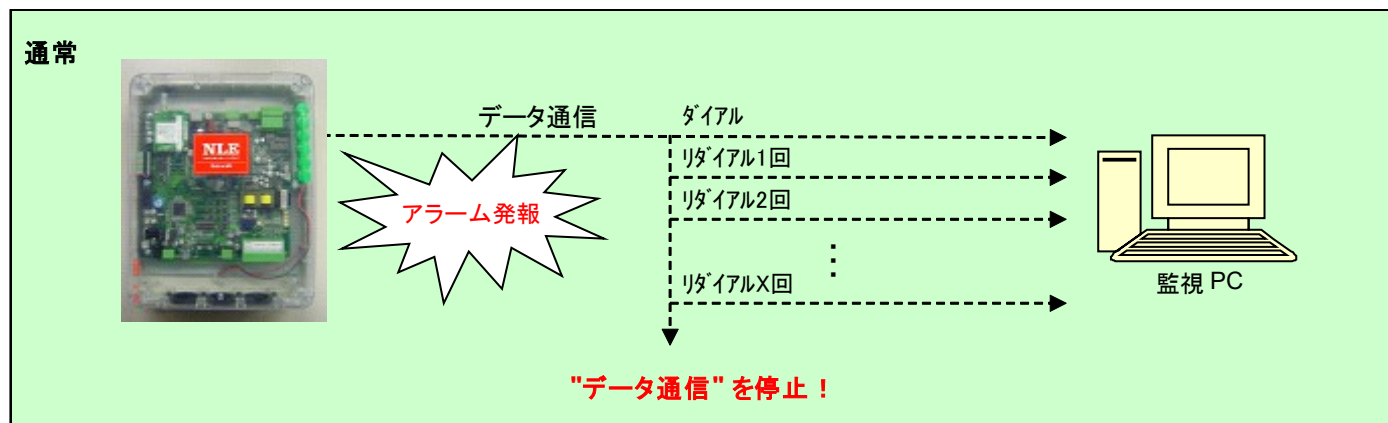 通常
NLE
データ通信
ﾀﾞｲｱﾙ
ﾘﾀﾞｲｱﾙ1回
ﾘﾀﾞｲｱﾙ2回
アラーム発報
：
ﾘﾀﾞｲｱﾙX回
監視 PC
"データ通信" を停止！